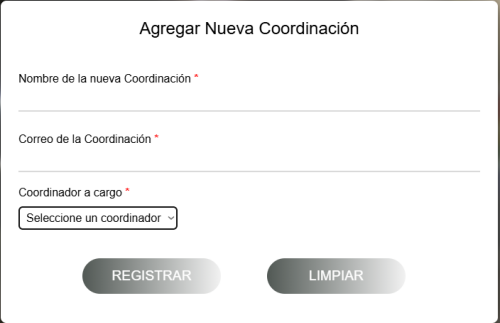 Agregar Nueva Coordinación
Nombre de la nueva Coordinación *
Correo de la Coordinación *
Coordinador a cargo *
Seleccione un coordinador
REGISTRAR LIMPIAR